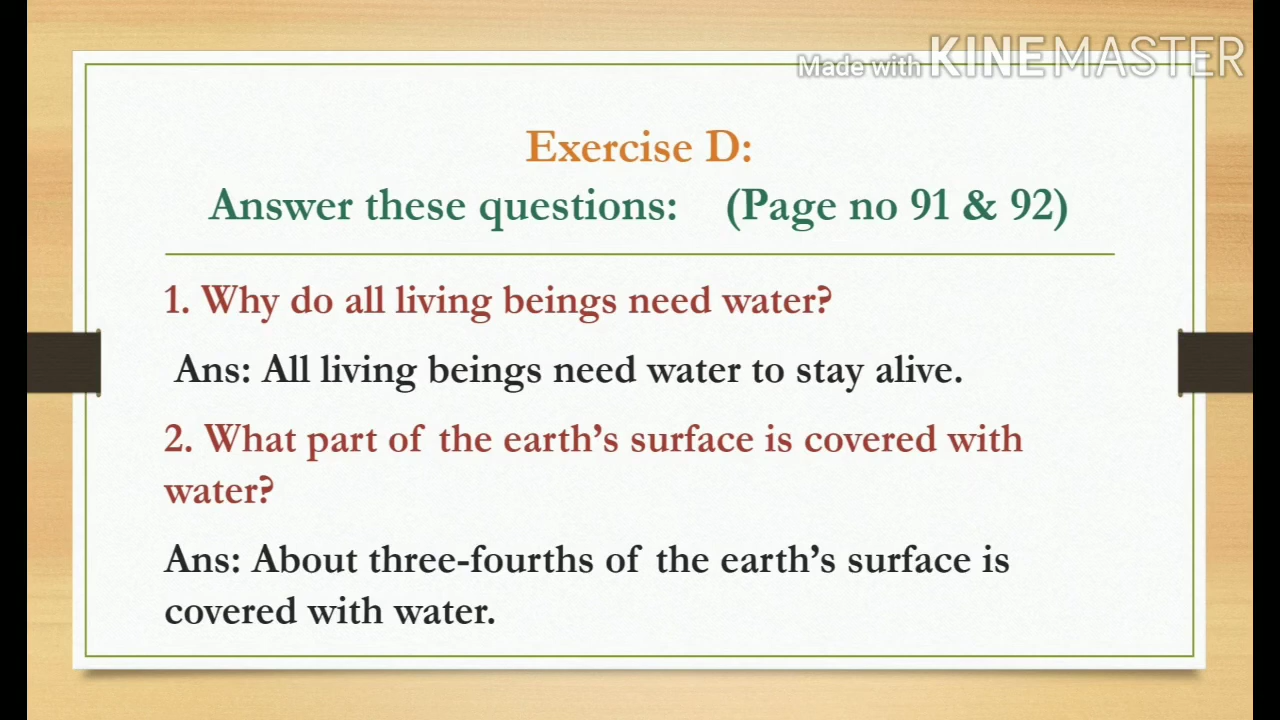 Made with KINEMASTER
Exercise D:
Answer these questions: (Page no 91 & 92)
1. Why do all living beings need water?
Ans: All living beings need water to stay alive.
2. What part of the earth's surface is covered with
water?
Ans: About three-fourths of the earth's surface is
covered with water.